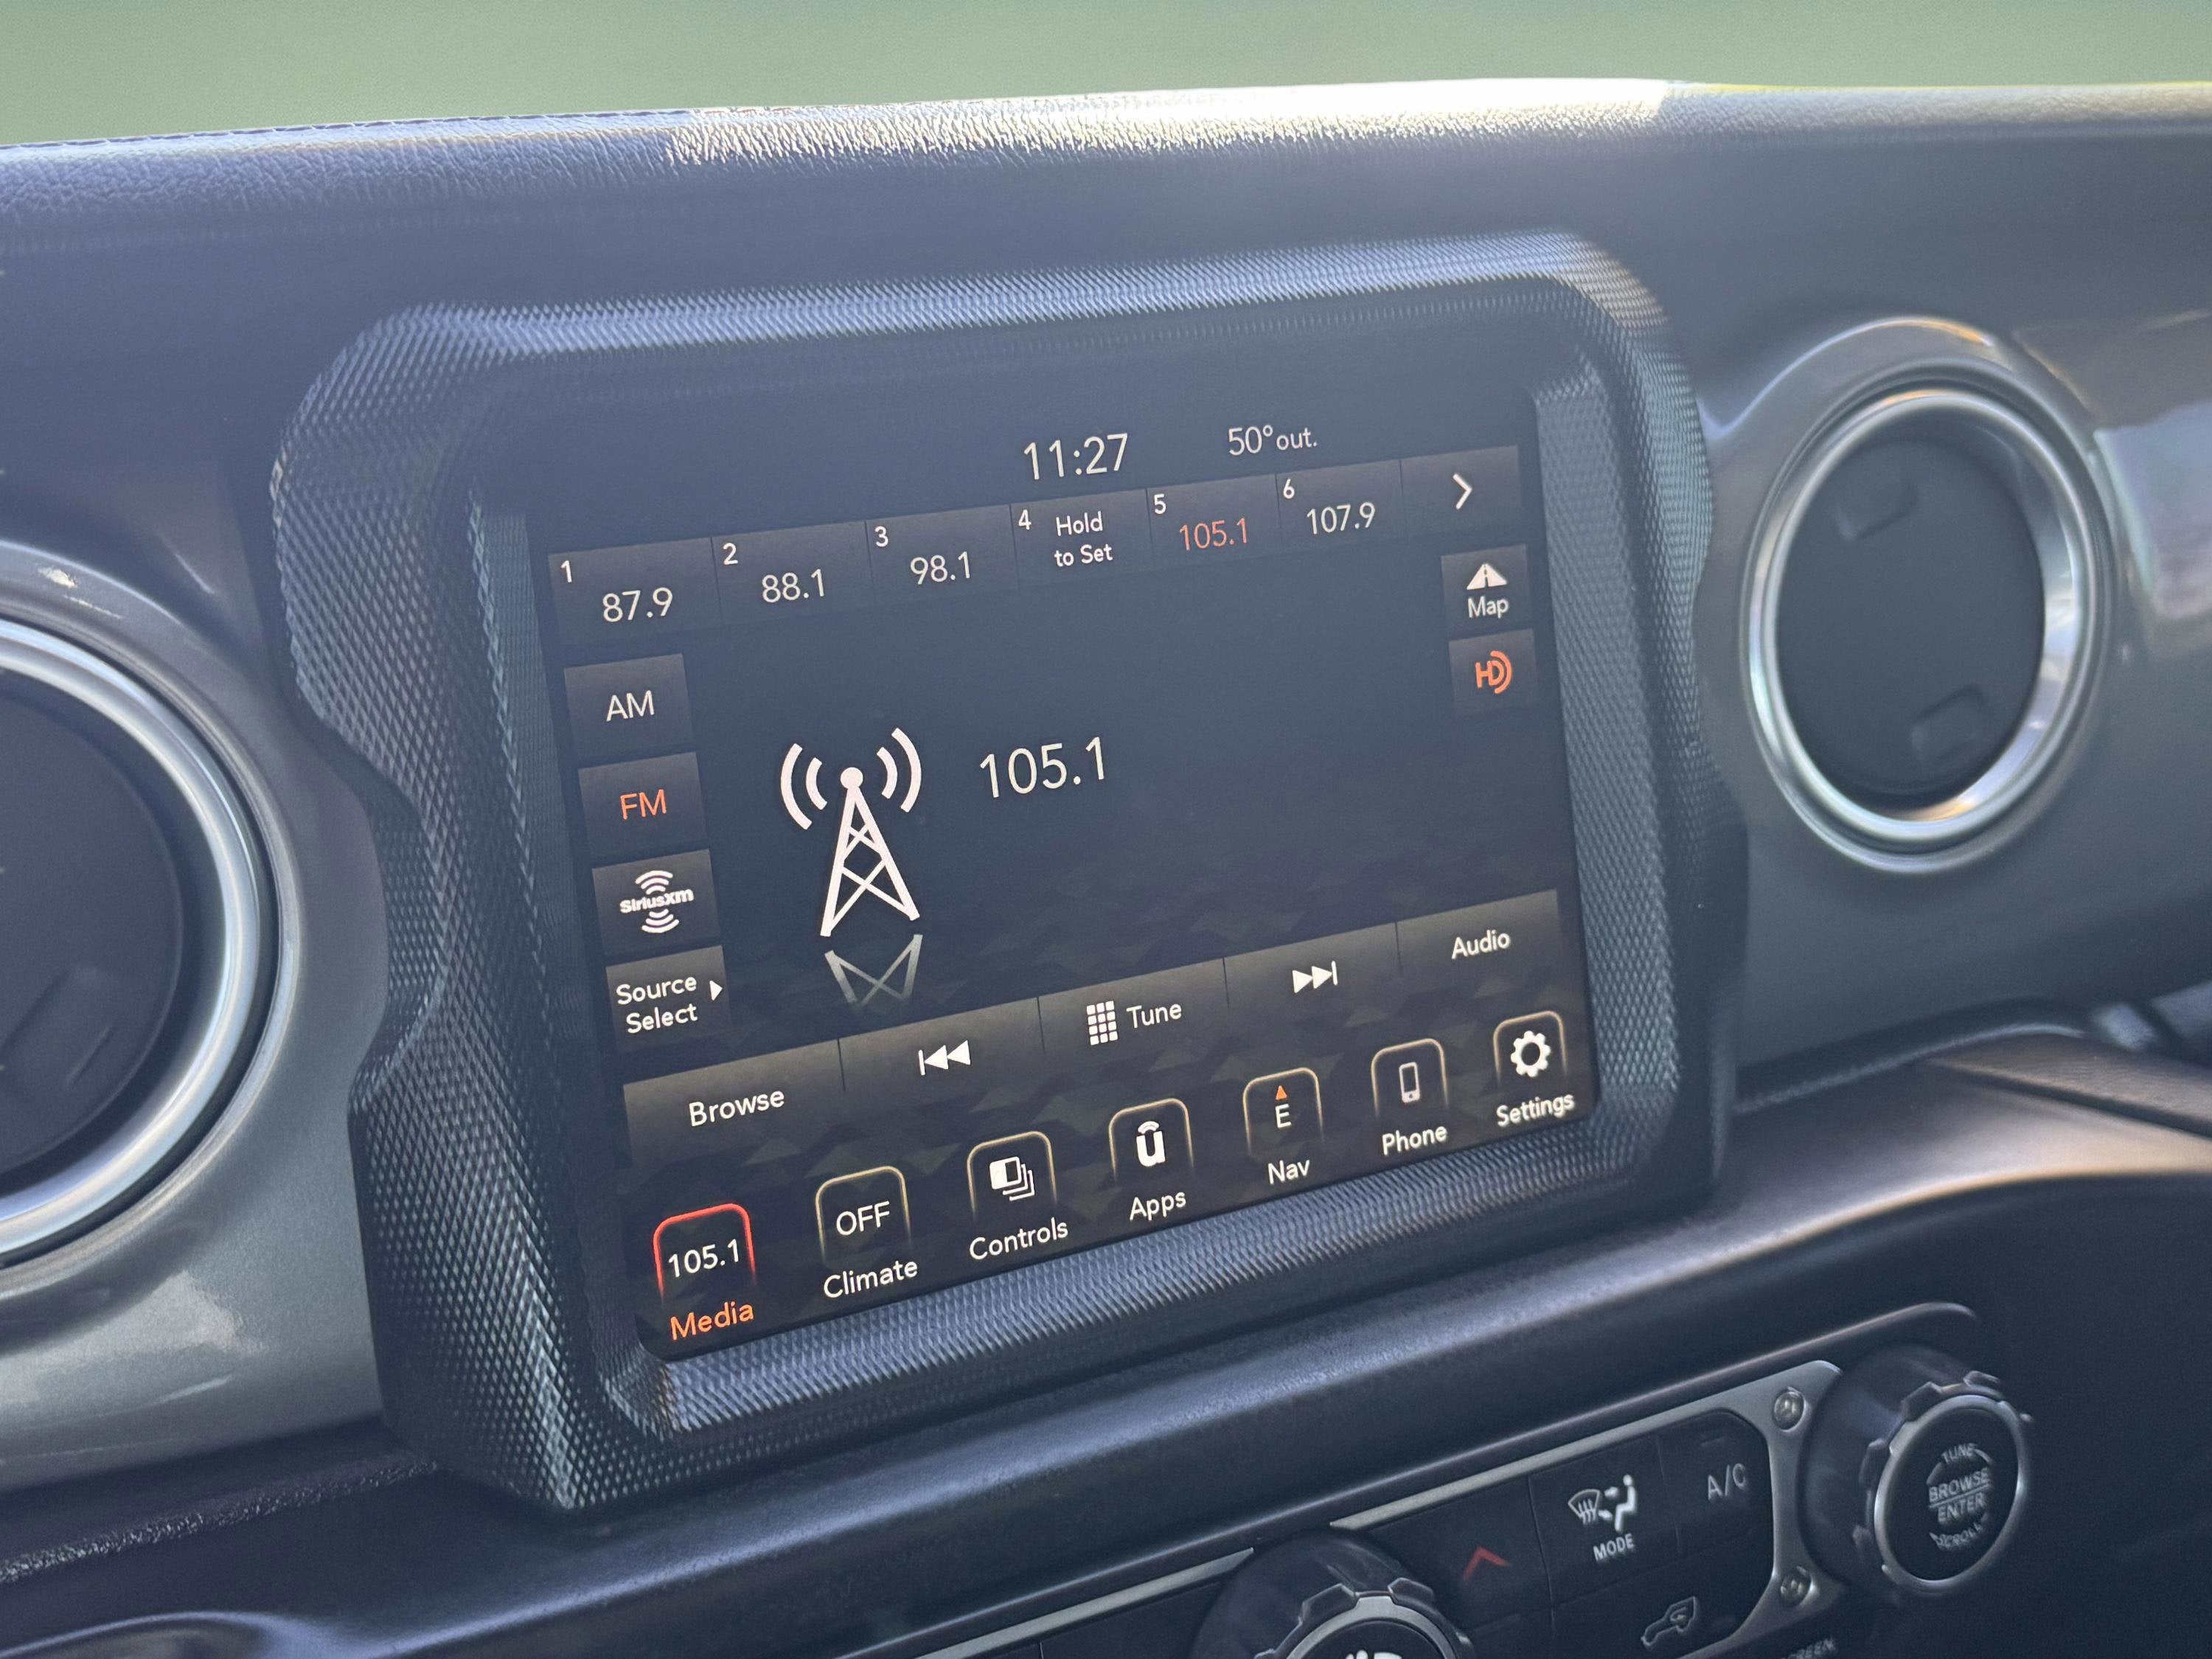 11:27 50°out.
1 87.9 2 88.1 3 98.1 4 Hold to Set 5 105.1 6 107.9
Map
HD
AM
FM
SiriusXM
Source
Select
105.1
Browse Tune Audio
105.1 OFF E
Media Climate Controls Apps Nav Phone Settings
MODE
A/C
TUNE
BROWSE
ENTER
SCROLL